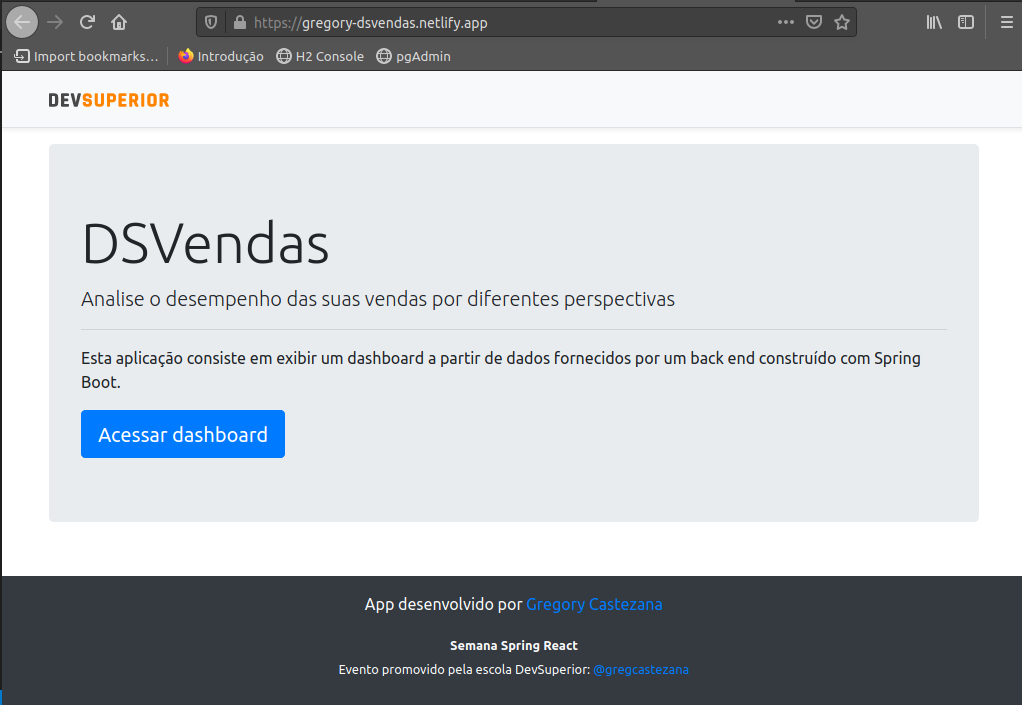 https://gregory-dsvendas.netlify.app
Import bookmarks... Introdução H2 Console pgAdmin
DEVSUPERIOR
DSVendas
Analise o desempenho das suas vendas por diferentes perspectivas
Esta aplicação consiste em exibir um dashboard a partir de dados fornecidos por um back end construído com Spring
Boot.
Acessar dashboard
App desenvolvido por Gregory Castezana
Semana Spring React
Evento promovido pela escola DevSuperior: @gregcastezana